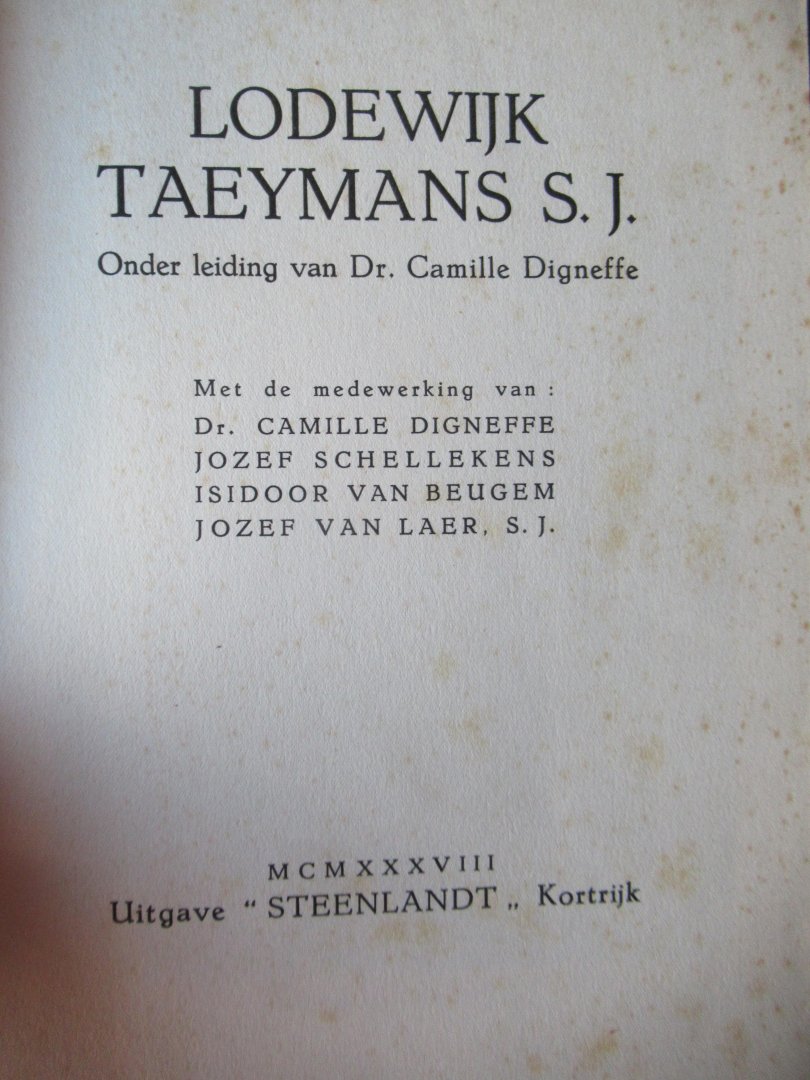 LODEWIJK
TAEYMANS S. J.
Onder leiding van Dr. Camille Digneffe
Met de medewerking van :
Dr. CAMILLE DIGNEFFE
JOZEF SCHELLEKENS
ISIDOOR VAN BEUGEM
JOZEF VAN LAER, S. J.
MCMXXXVIII
Uitgave “ STEENLANDT „ Kortrijk